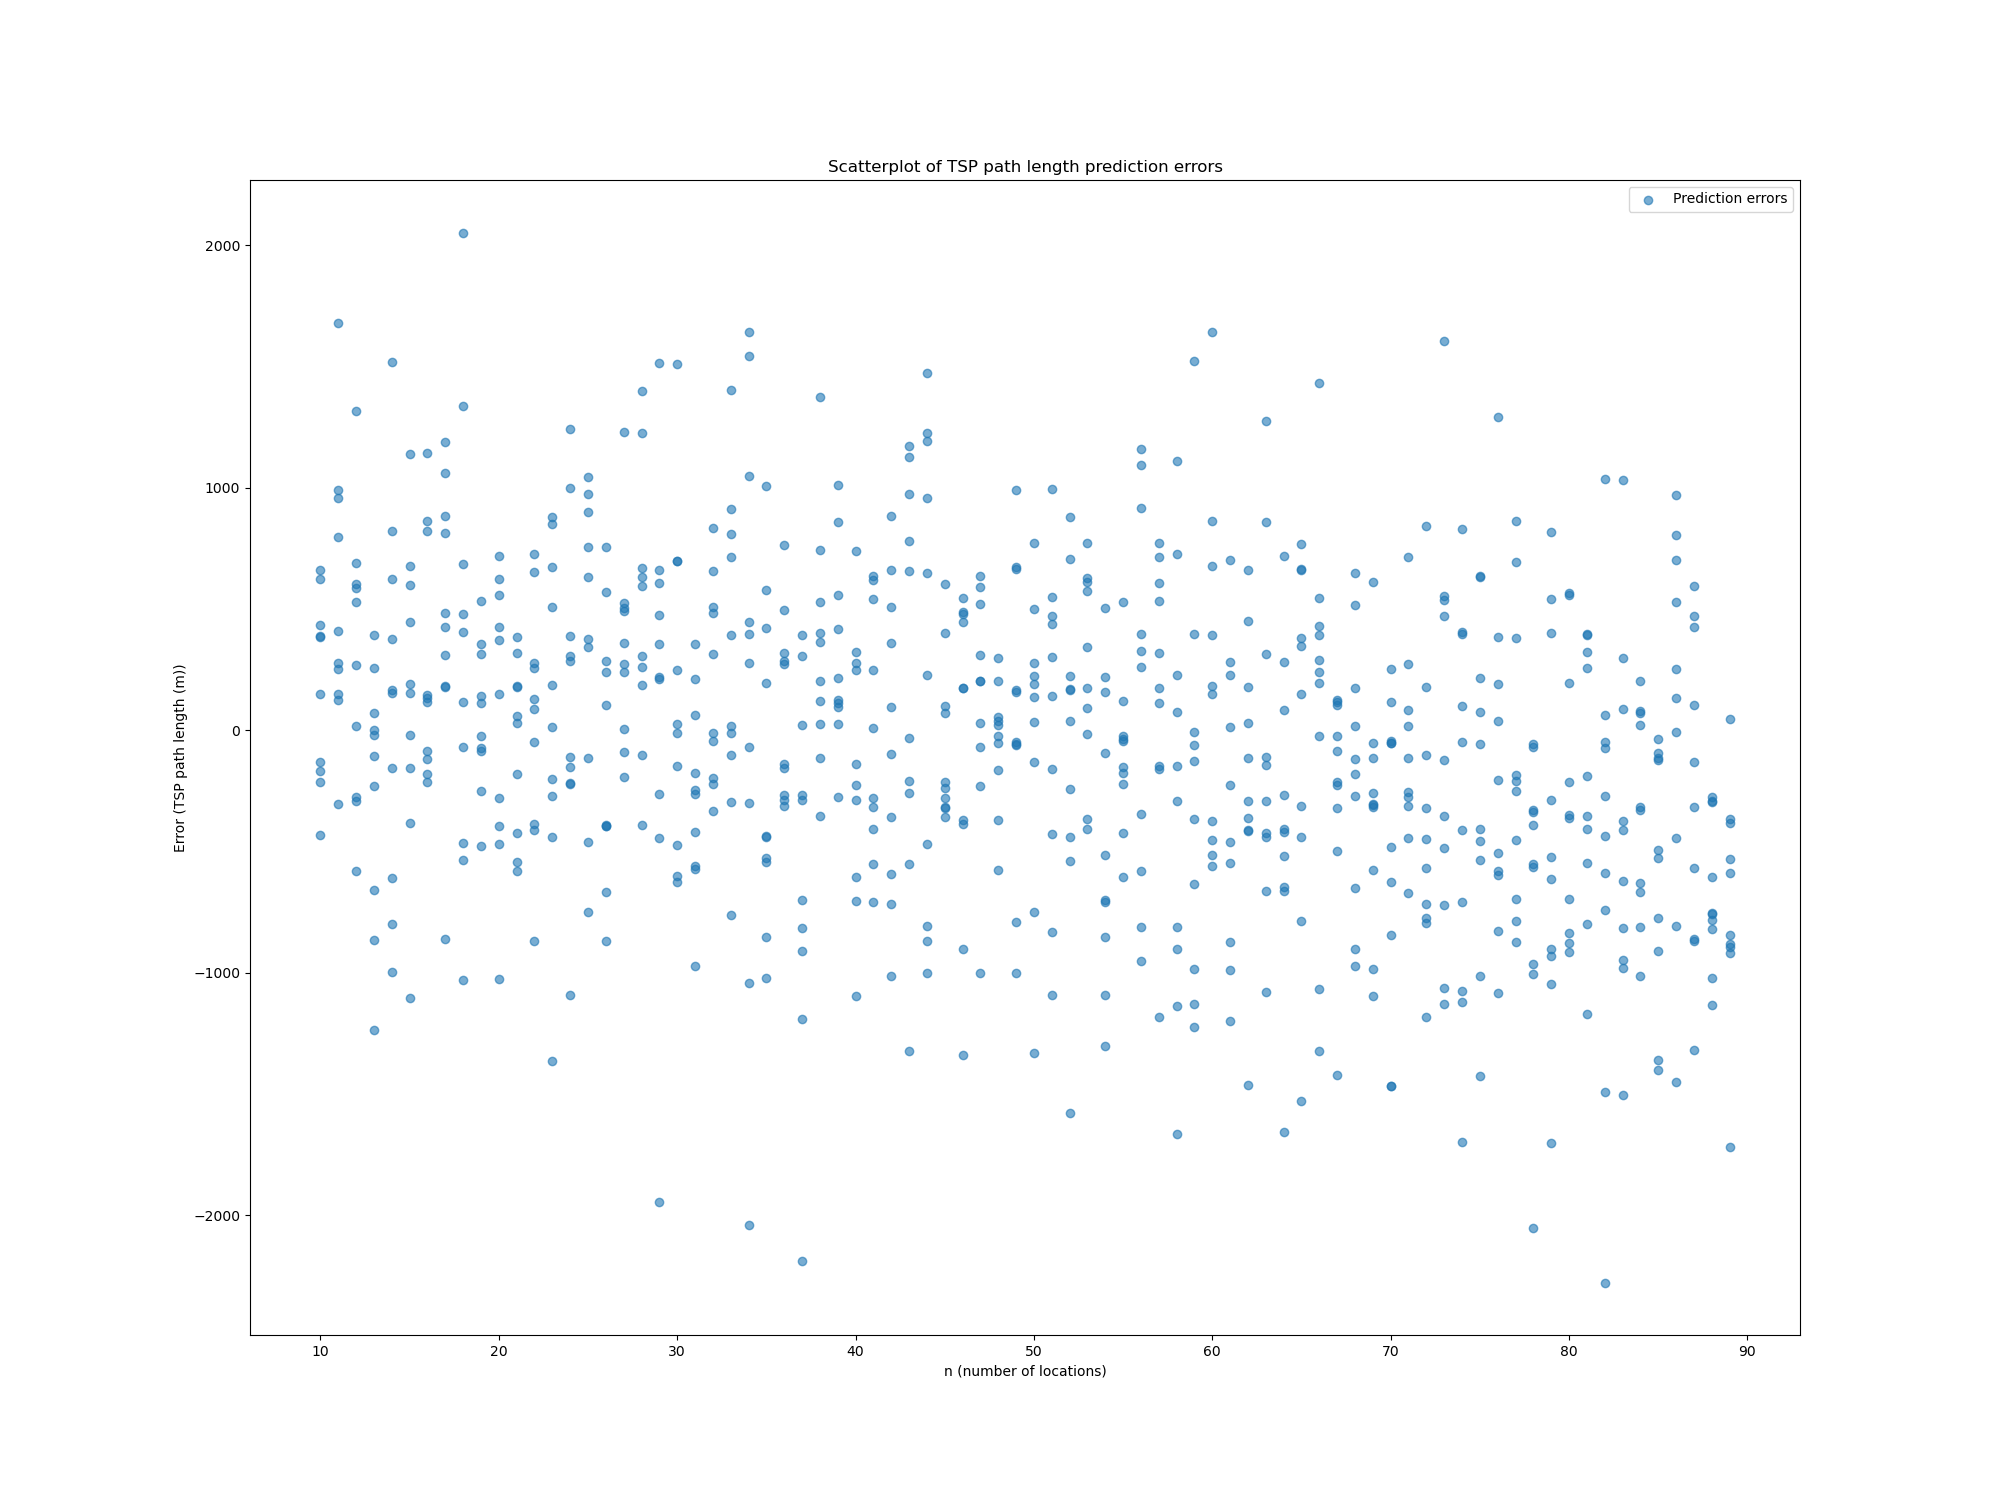 Scatterplot of TSP path length prediction errors
Prediction errors
2000
1000
0
−1000
−2000
Error (TSP path length (m))
10 20 30 40 50 60 70 80 90
n (number of locations)